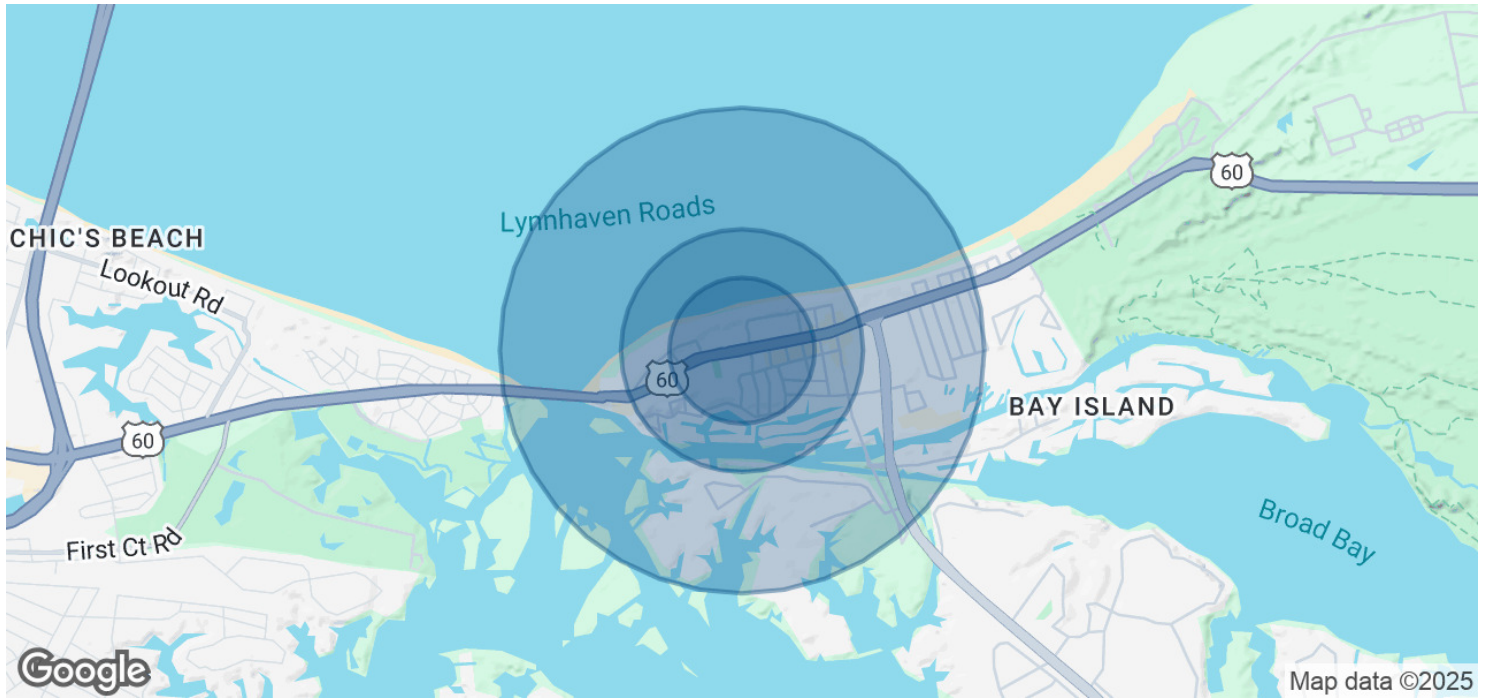 60
Lynnhaven Roads
CHIC'S BEACH
Lookout Rd
60
BAY ISLAND
60
Broad Bay
First Ct Rd
Google
Map data ©2025